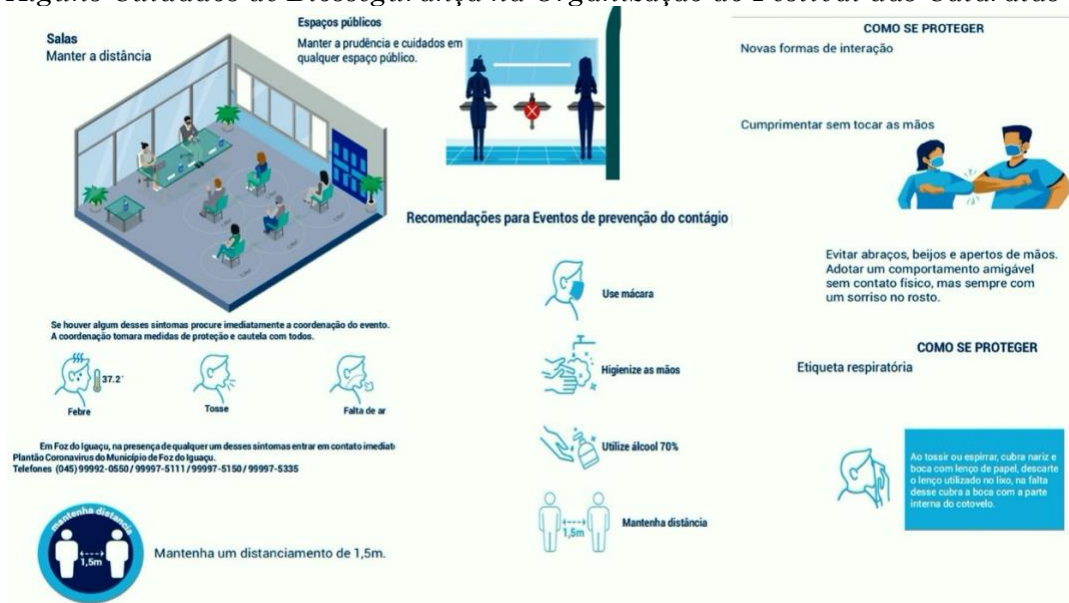 Salas
Manter a distância
Espaços públicos
Manter a prudência e cuidados em
qualquer espaço público.
COMO SE PROTEGER
Novas formas de interação
Cumprimentar sem tocar as mãos
Evitar abraços, beijos e apertos de mãos.
Adotar um comportamento amigável
sem contato físico, mas sempre com
um sorriso no rosto.
Recomendações para Eventos de prevenção do contágio
Use mácara
Higienize as mãos
Utilize álcool 70%
1,5m
Mantenha distância
Se houver algum desses sintomas procure imediatamente a coordenação do evento.
A coordenação tomara medidas de proteção e cautela com todos.
37.2°
Febre
Tosse
Falta de ar
Em Foz do Iguaçu, na presença de qualquer um desses sintomas entrar em contato imediat
Plantão Coronavirus do Município de Foz do Iguaçu.
Telefones (045) 99992-0550 / 99997-5111 / 99997-5150 / 99997-5335
mantenha distancia
1,5m
Mantenha um distanciamento de 1,5m.
COMO SE PROTEGER
Etiqueta respiratória
Ao tossir ou espirrar, cubra nariz e
boca com lenço de papel, descarte
o lenço utilizado no lixo, na falta
desse cubra a boca com a parte
interna do cotovelo.